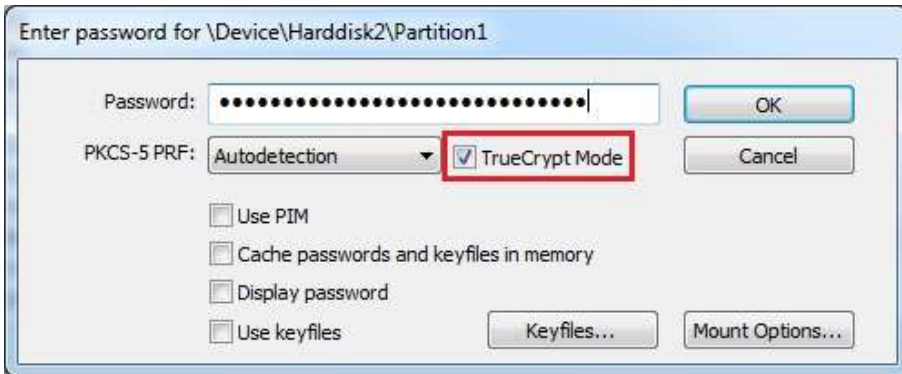 Enter password for \Device\Harddisk2\Partition1
Password: ●●●●●●●●●●●●●●●●●●●●●●●●●●●●● OK
PKCS-5 PRF: Autodetection TrueCrypt Mode Cancel
Use PIM
Cache passwords and keyfiles in memory
Display password
Use keyfiles Keyfiles... Mount Options...